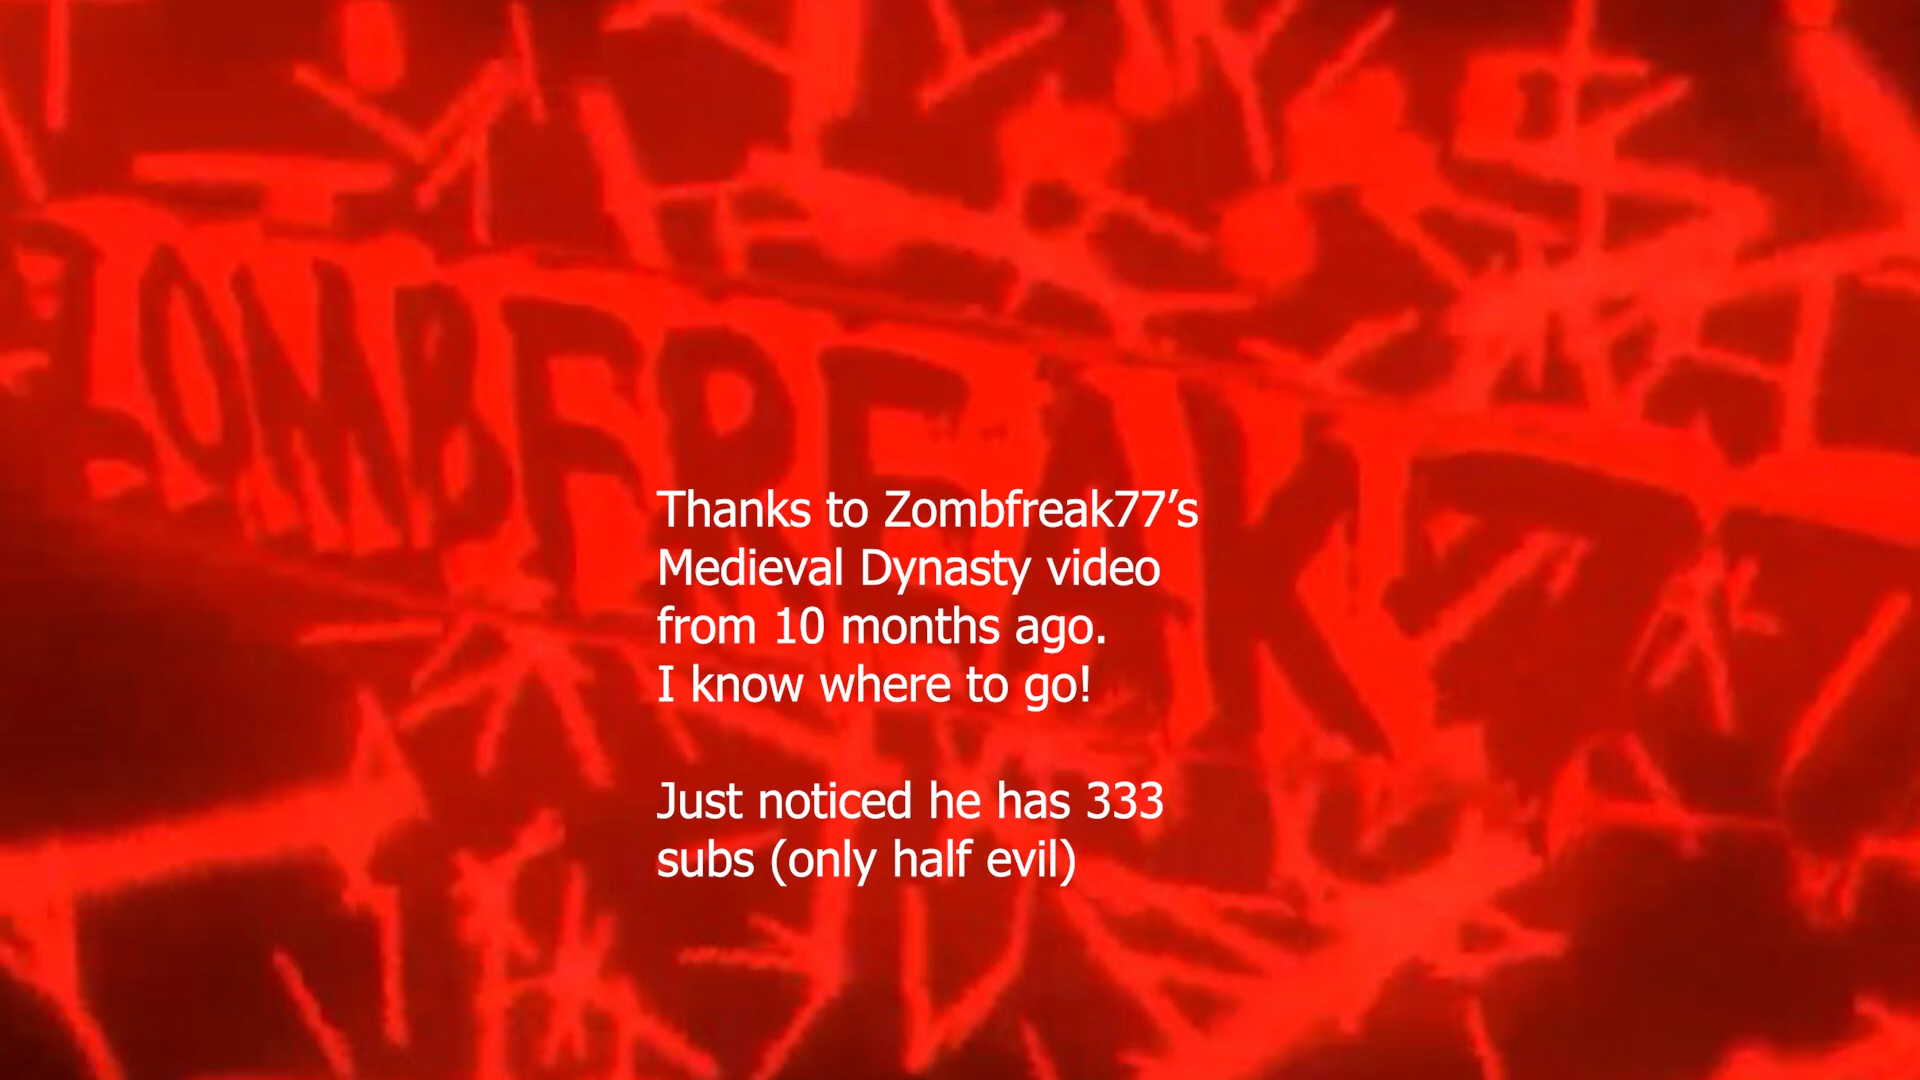 ZOMBFREAK77
Thanks to Zombfreak77’s
Medieval Dynasty video
from 10 months ago.
I know where to go!
Just noticed he has 333
subs (only half evil)